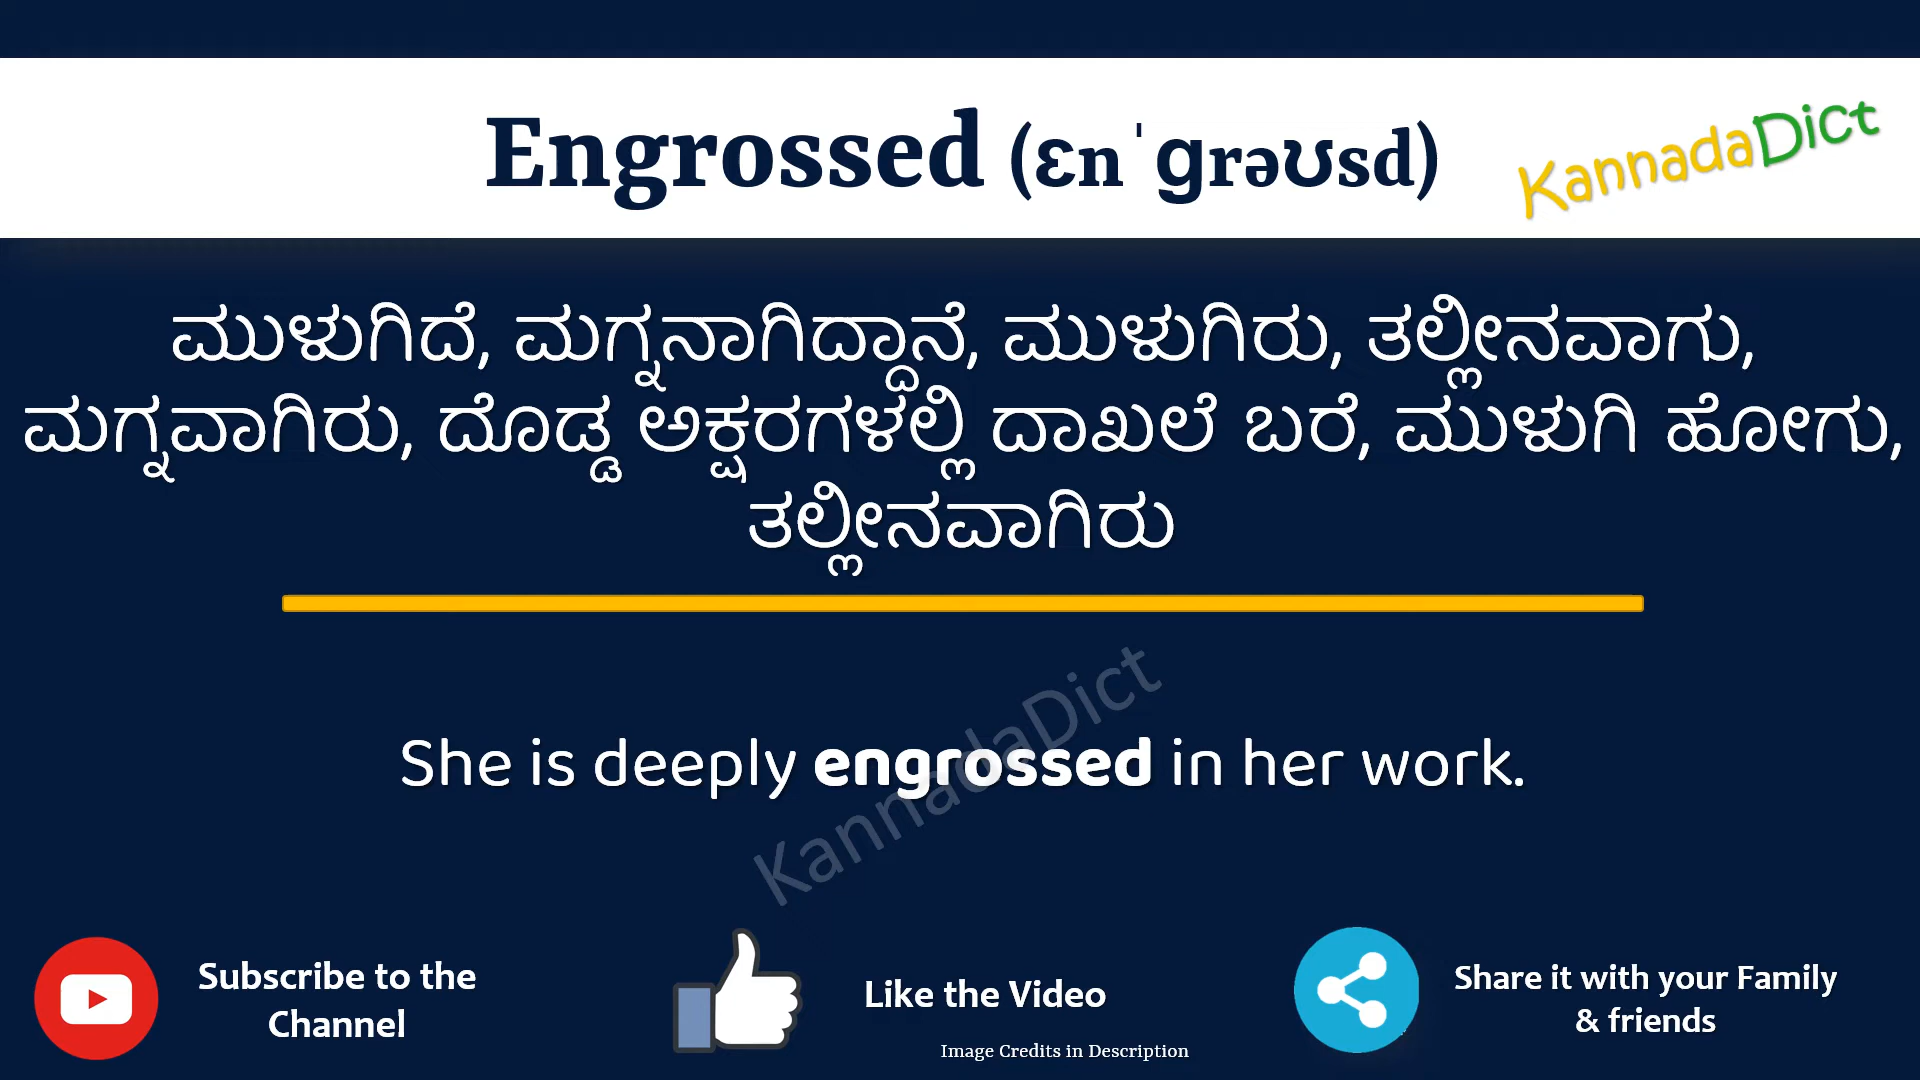 Engrossed (ɛnˈɡrəʊsd)
KannadaDict
ಮುಳುಗಿದೆ, ಮಗ್ನನಾಗಿದ್ದಾನೆ, ಮುಳುಗಿರು, ತಲ್ಲೀನವಾಗು,
ಮಗ್ನವಾಗಿರು, ದೊಡ್ಡ ಅಕ್ಷರಗಳಲ್ಲಿ ದಾಖಲೆ ಬರೆ, ಮುಳುಗಿ ಹೋಗು,
ತಲ್ಲೀನವಾಗಿರು
She is deeply engrossed in her work.
KannadaDict
Subscribe to the
Channel
Like the Video
Share it with your Family
& friends
Image Credits in Description